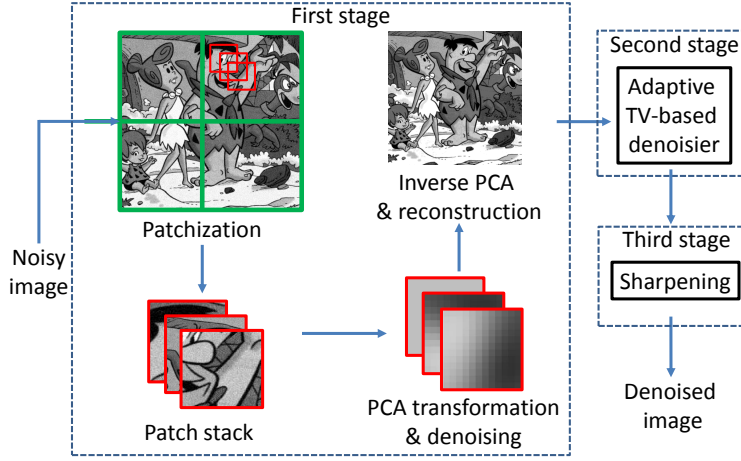 First stage
Noisy
image
Patchization
Patch stack
PCA transformation
& denoising
Inverse PCA
& reconstruction
Second stage
Adaptive
TV-based
denoisier
Third stage
Sharpening
Denoised
image